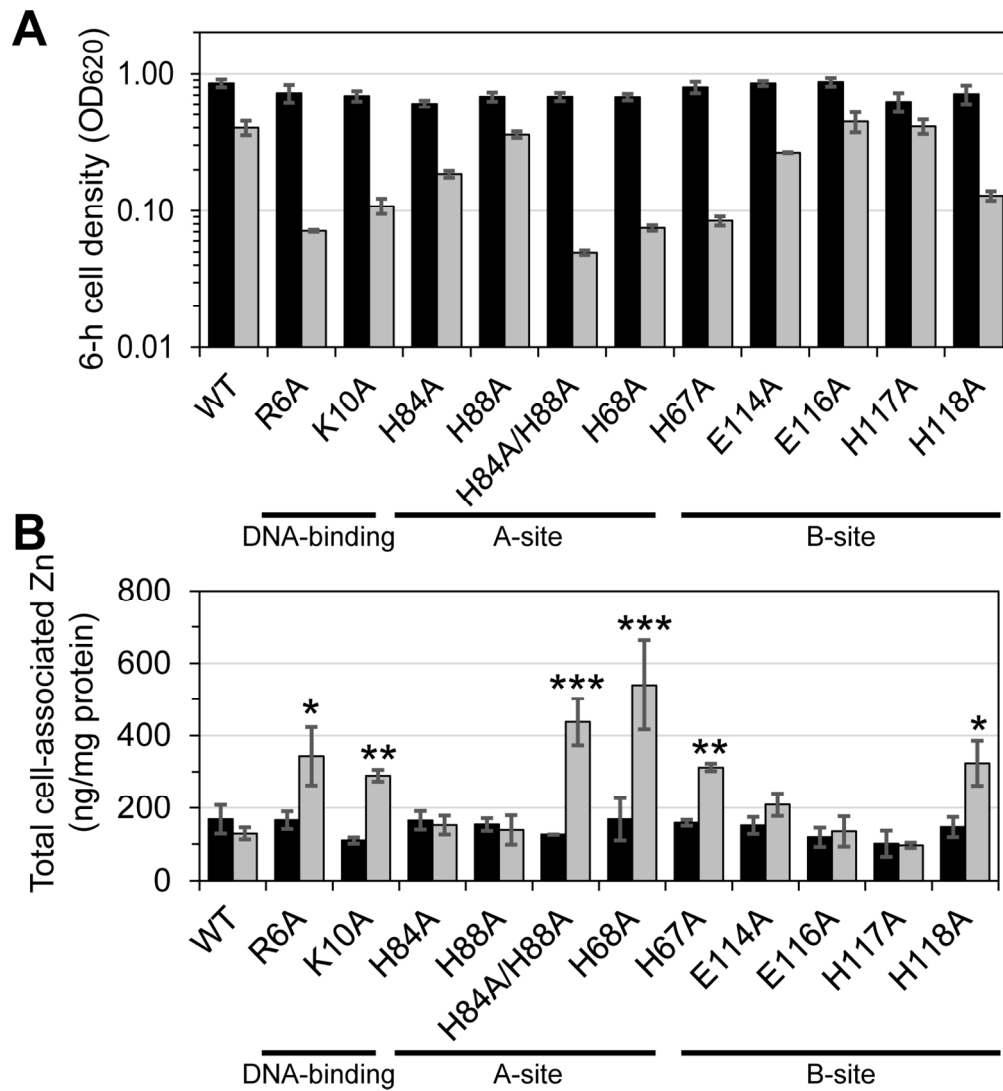 A
6-h cell density (OD620)
1.00
0.10
0.01
WT
R6A
K10A
H84A
H88A
H84A/H88A
H68A
H67A
E114A
E116A
H117A
H118A
DNA-binding
A-site
B-site
B
Total cell-associated Zn
(ng/mg protein)
800
600
400
200
0
*
**
***
***
**
*
WT
R6A
K10A
H84A
H88A
H84A/H88A
H68A
H67A
E114A
E116A
H117A
H118A
DNA-binding
A-site
B-site